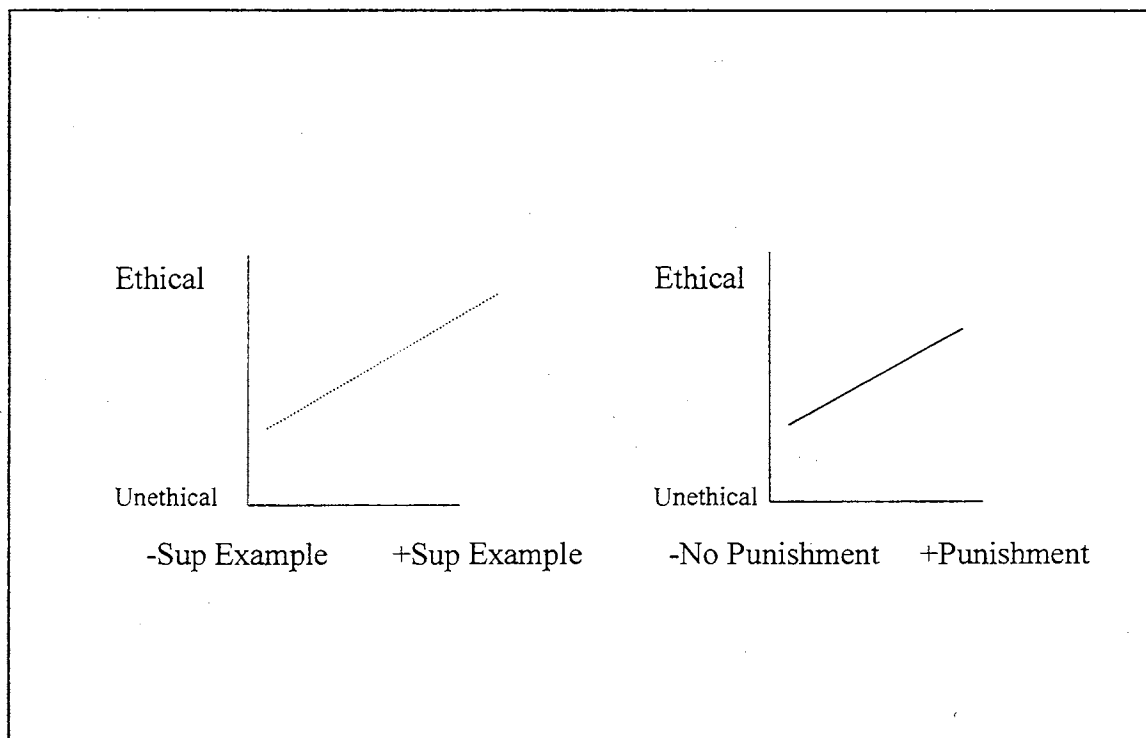 Ethical
Unethical
-Sup Example +Sup Example
Ethical
Unethical
-No Punishment +Punishment